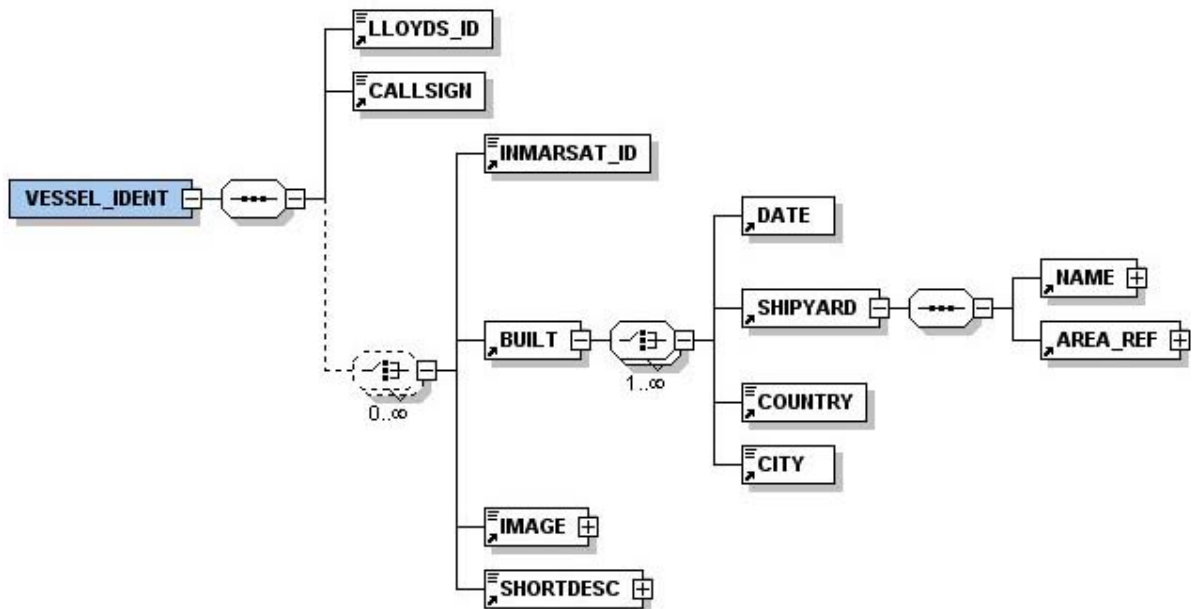 LLOYDS_ID
CALLSIGN
VESSEL_IDENT
0..∞
INMARSAT_ID
BUILT
1..∞
DATE
SHIPYARD
NAME
AREA_REF
COUNTRY
CITY
IMAGE
SHORTDESC